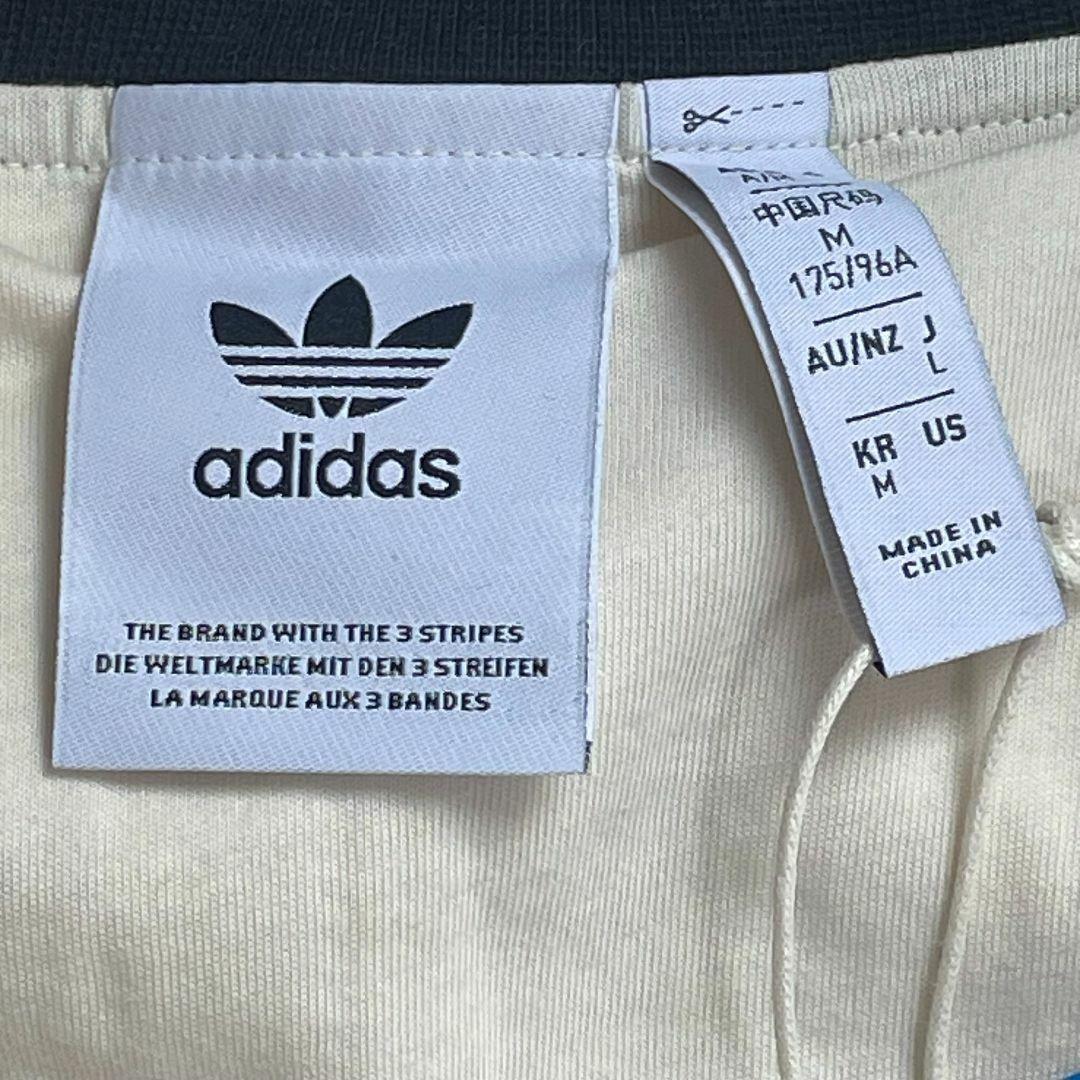 adidas
THE BRAND WITH THE 3 STRIPES
DIE WELTMARKE MIT DEN 3 STREIFEN
LA MARQUE AUX 3 BANDES
中国尺码
M
175/96A
AU/NZ J
L
KR US
M
MADE IN
CHINA